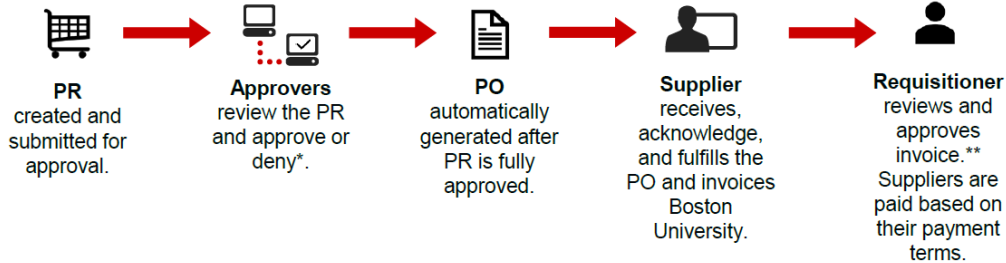 PR
created and
submitted for
approval.
Approvers
review the PR
and approve or
deny*.
PO
automatically
generated after
PR is fully
approved.
Supplier
receives,
acknowledge,
and fulfills the
PO and invoices
Boston
University.
Requisitioner
reviews and
approves
invoice.**
Suppliers are
paid based on
their payment
terms.